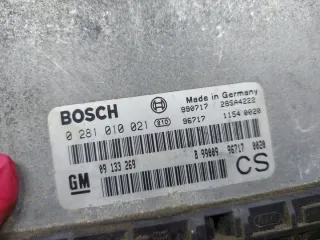 BOSCH Made in Germany
990717 28SA4222
0 281 010 021 96717 1154 0020
GM 09 133 269 8 99009 96717 0020
CS